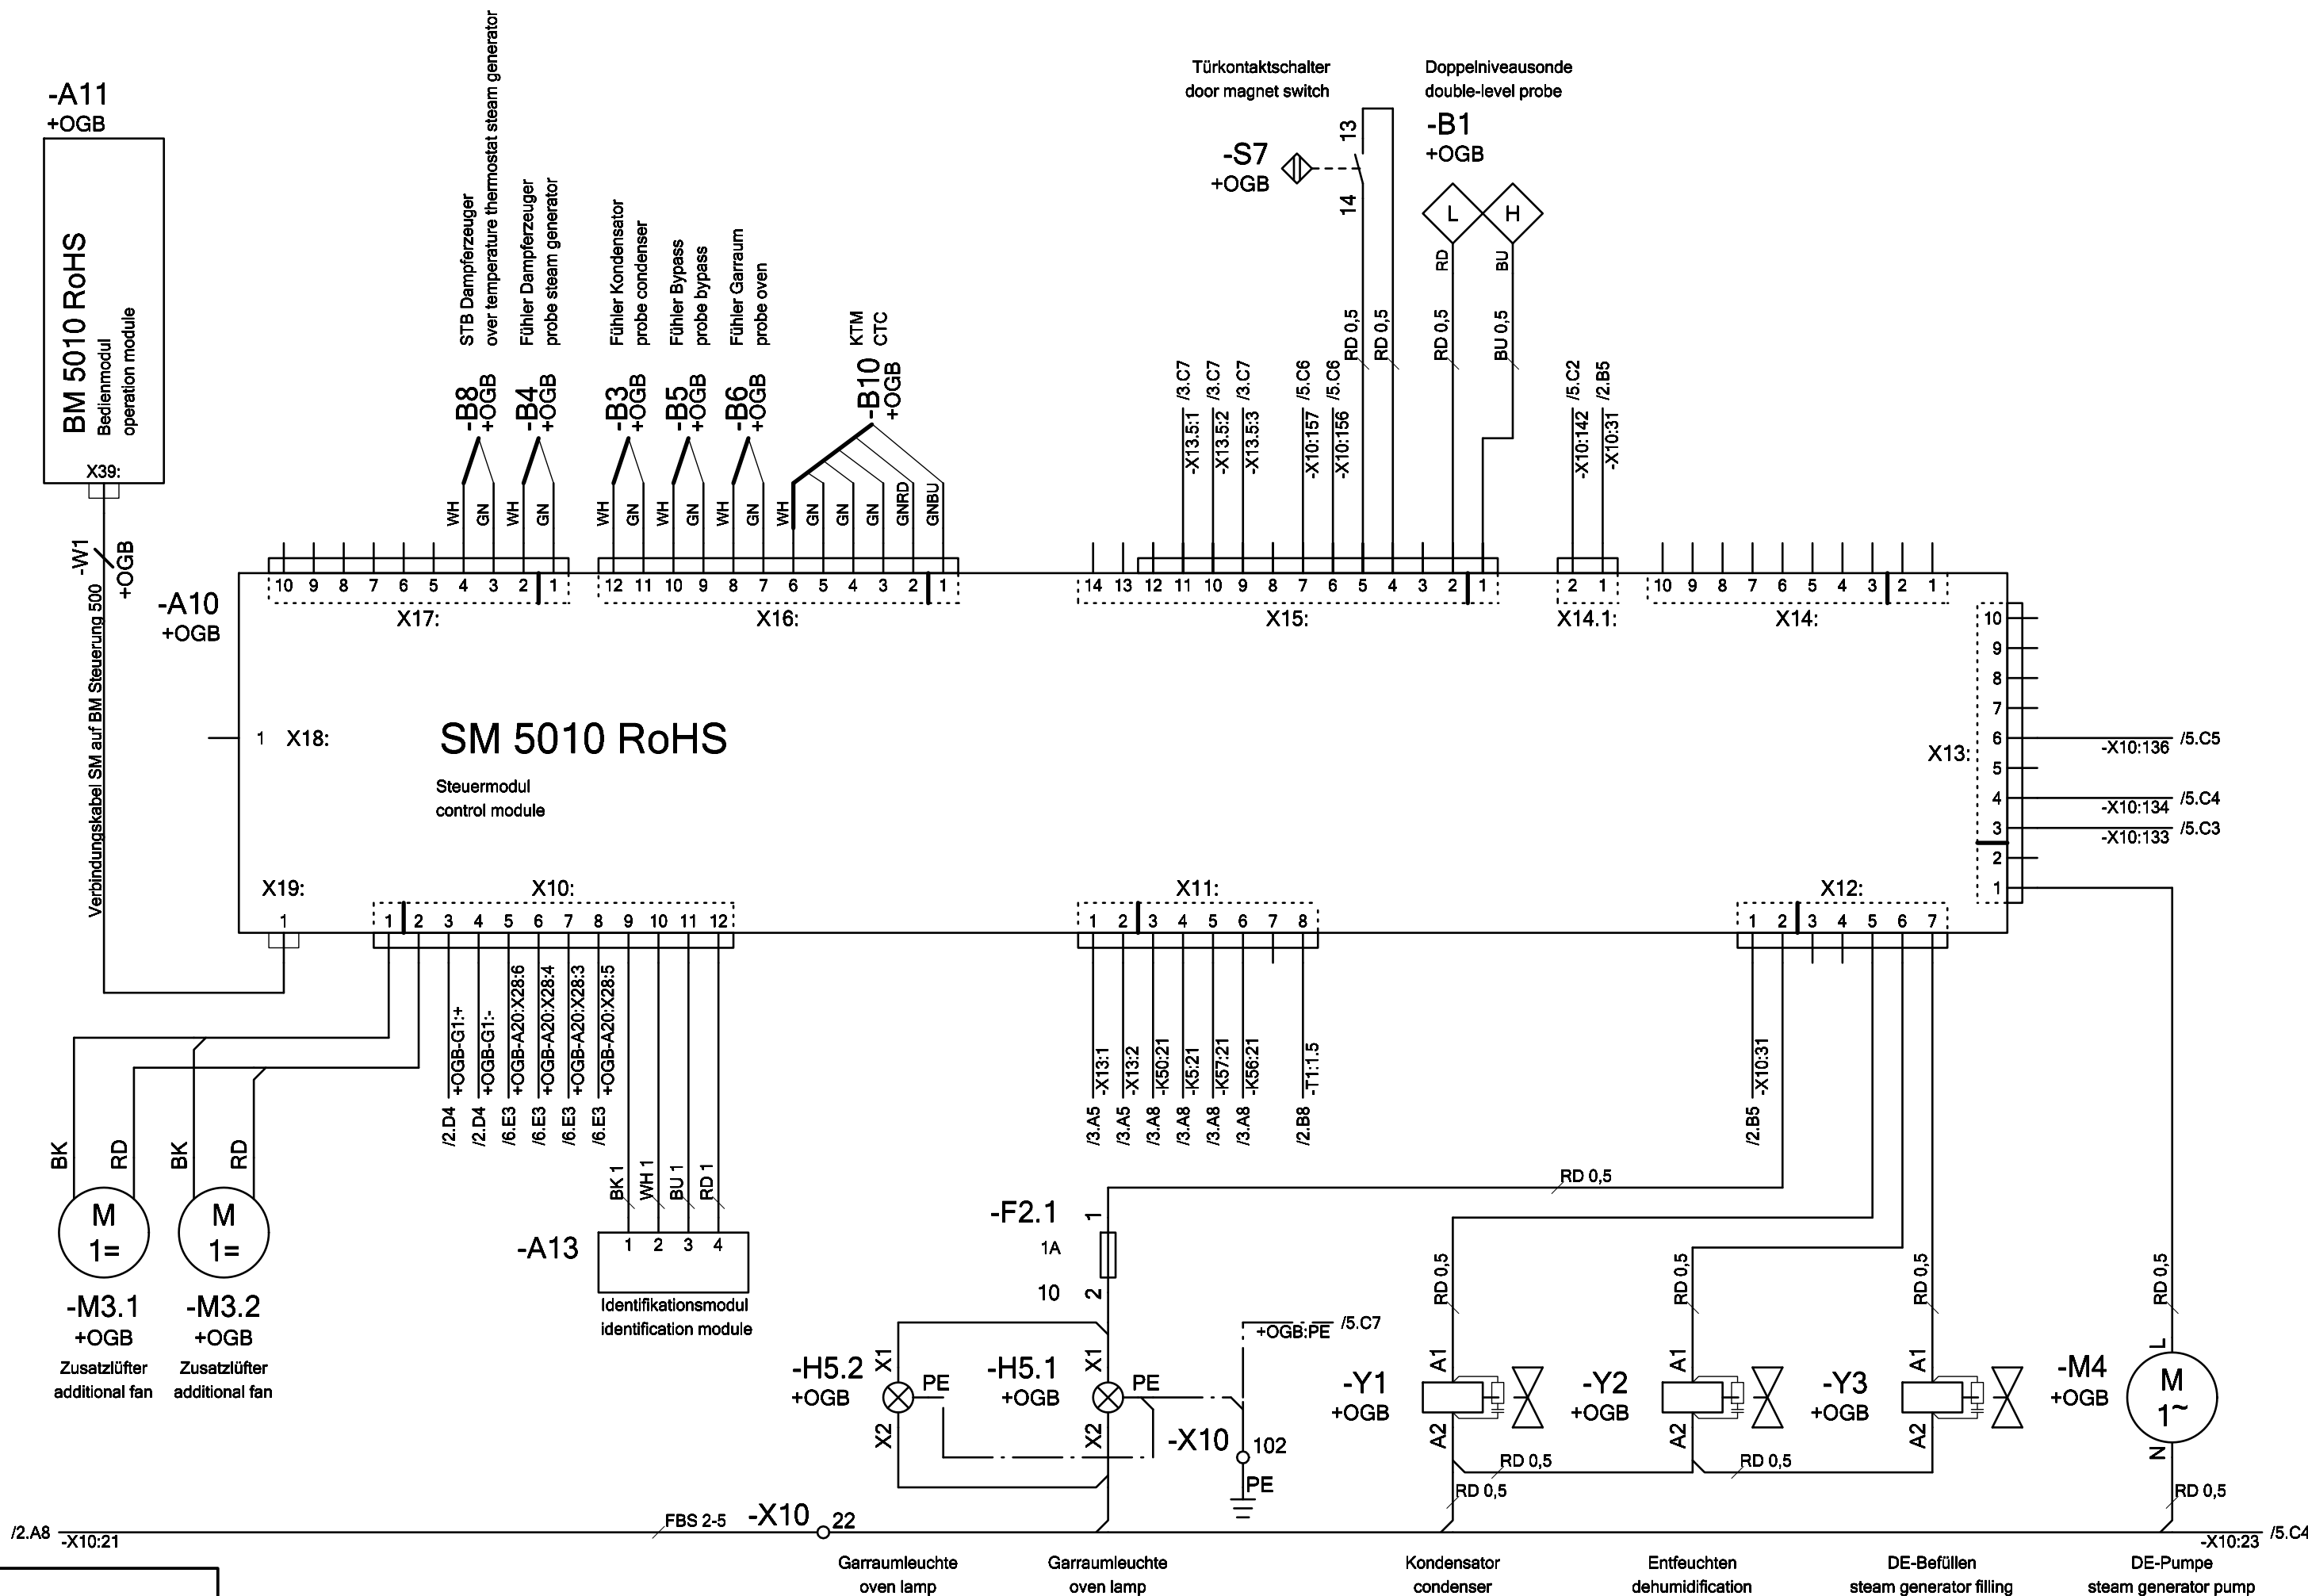 -A11
+OGB
BM 5010 RoHS
Bedienmodul
operation module
X39:
-W1
+OGB
Verbindungskabel SM auf BM Steuerung 500
STB Dampferzeuger
over temperature thermostat steam generator
Fühler Dampferzeuger
probe steam generator
Fühler Kondensator
probe condenser
Fühler Bypass
probe bypass
Fühler Garraum
probe oven
KTM
CTC
-B8
+OGB
-B4
+OGB
-B3
+OGB
-B5
+OGB
-B6
+OGB
-B10
+OGB
WH GN WH GN
WH GN WH GN WH GN WH GN GN GN GNRD GNBU
Türkontaktschalter
door magnet switch
-S7
+OGB
13
14
Doppelniveausonde
double-level probe
-B1
+OGB
L H
RD BU
RD 0,5 RD 0,5 RD 0,5 BU 0,5
-X13.5:1 /3.C7
-X13.5:2 /3.C7
-X13.5:3 /3.C7
-X10:157 /5.C6
-X10:156 /5.C6
-X10:142 /5.C2
-X10:31 /2.B5
-A10
+OGB
10 9 8 7 6 5 4 3 2 1
X17:
12 11 10 9 8 7 6 5 4 3 2 1
X16:
14 13 12 11 10 9 8 7 6 5 4 3 2 1
X15:
2 1
X14.1:
10 9 8 7 6 5 4 3 2 1
X14:
1 X18:
SM 5010 RoHS
Steuermodul
control module
X13:
10
9
8
7
6 -X10:136 /5.C5
5
4 -X10:134 /5.C4
3 -X10:133 /5.C3
2
1
X19:
1
X10:
1 2 3 4 5 6 7 8 9 10 11 12
X11:
1 2 3 4 5 6 7 8
X12:
1 2 3 4 5 6 7
/2.D4 +OGB-G1:+
/2.D4 +OGB-G1:-
/6.E3 +OGB-A20:X28:6
/6.E3 +OGB-A20:X28:4
/6.E3 +OGB-A20:X28:3
/6.E3 +OGB-A20:X28:5
BK 1 WH 1 BU 1 RD 1
/3.A5 -X13:1
/3.A5 -X13:2
/3.A8 -K50:21
/3.A8 -K5:21
/3.A8 -K57:21
/3.A8 -K56:21
/2.B8 -T1:1.5
/2.B5 -X10:31
BK RD BK RD
M
1=
M
1=
-M3.1
+OGB
Zusatzlüfter
additional fan
-M3.2
+OGB
Zusatzlüfter
additional fan
-A13
1 2 3 4
Identifikationsmodul
identification module
RD 0,5
-F2.1
1A
10
1
2
-H5.2
+OGB
X1
X2
PE
-H5.1
+OGB
X1
X2
PE
+OGB:PE /5.C7
-X10
102
PE
RD 0,5 RD 0,5 RD 0,5 RD 0,5
-Y1
+OGB
A1
A2
-Y2
+OGB
A1
A2
-Y3
+OGB
A1
A2
-M4
+OGB
L
M
1~
N
RD 0,5 RD 0,5
RD 0,5 RD 0,5
/2.A8 -X10:21
FBS 2-5
-X10
22
-X10:23 /5.C4
Garraumleuchte
oven lamp
Garraumleuchte
oven lamp
Kondensator
condenser
Entfeuchten
dehumidification
DE-Befüllen
steam generator filling
DE-Pumpe
steam generator pump